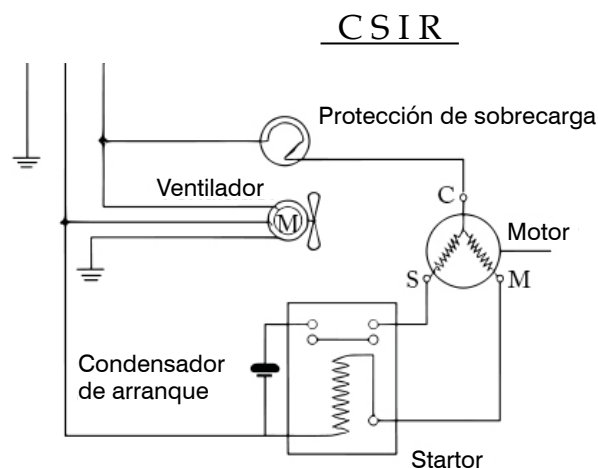 CSIR
Protección de sobrecarga
Ventilador
M
C
Motor
S
M
Condensador
de arranque
Startor